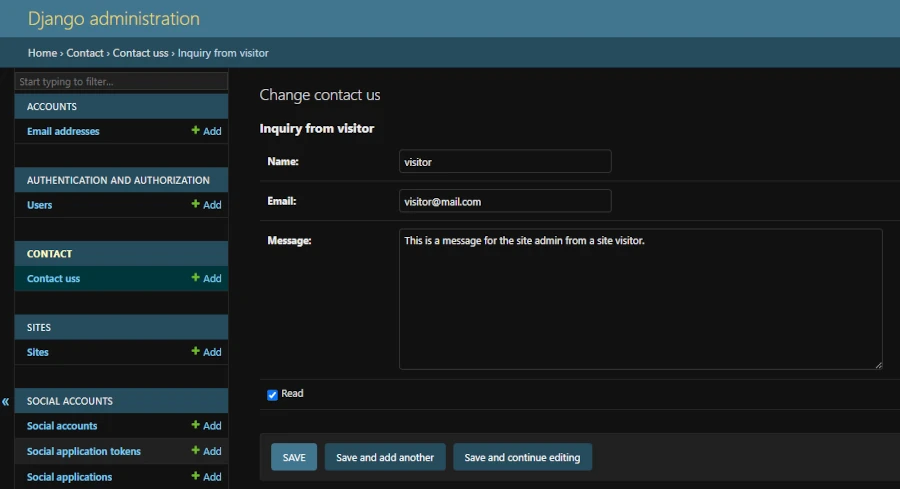 Django administration
Home › Contact › Contact uss › Inquiry from visitor
Start typing to filter...
ACCOUNTS
Email addresses + Add
AUTHENTICATION AND AUTHORIZATION
Users + Add
CONTACT
Contact uss + Add
SITES
Sites + Add
SOCIAL ACCOUNTS
Social accounts + Add
Social application tokens + Add
Social applications + Add
«
Change contact us
Inquiry from visitor
Name: visitor
Email: visitor@mail.com
Message: This is a message for the site admin from a site visitor.
Read
SAVE Save and add another Save and continue editing